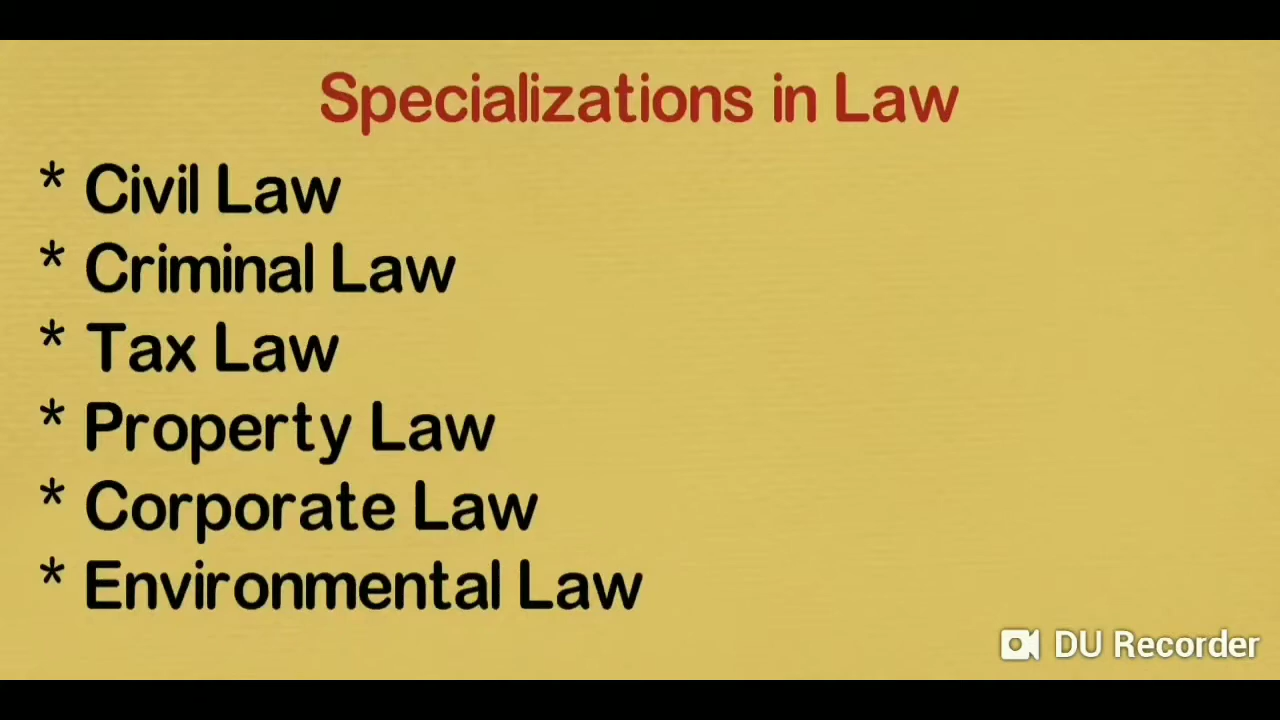 Specializations in Law
* Civil Law
* Criminal Law
* Tax Law
* Property Law
* Corporate Law
* Environmental Law
DU Recorder